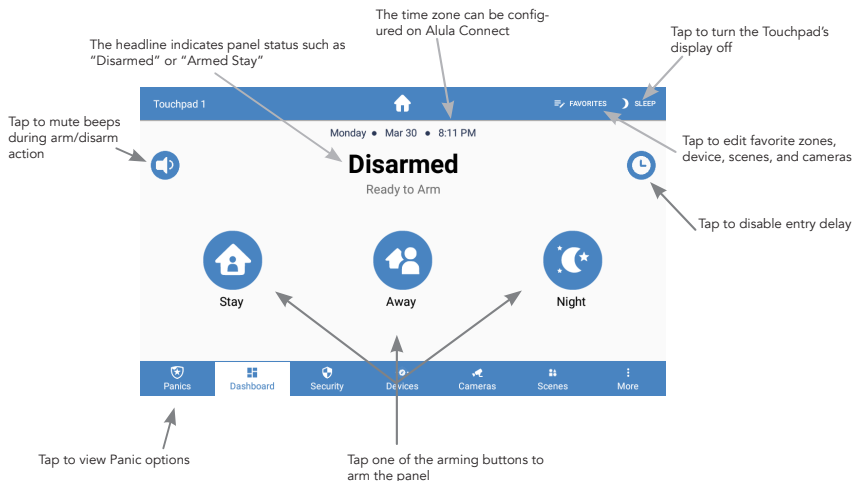 The time zone can be config-
ured on Alula Connect
Tap to turn the Touchpad's
display off
The headline indicates panel status such as
“Disarmed” or “Armed Stay”
Touchpad 1
FAVORITES
SLEEP
Tap to mute beeps
during arm/disarm
action
Monday ● Mar 30 ● 8:11 PM
Tap to edit favorite zones,
device, scenes, and cameras
Disarmed
Ready to Arm
Tap to disable entry delay
Stay
Away
Night
Panics
Dashboard
Security
Devices
Cameras
Scenes
More
Tap to view Panic options
Tap one of the arming buttons to
arm the panel